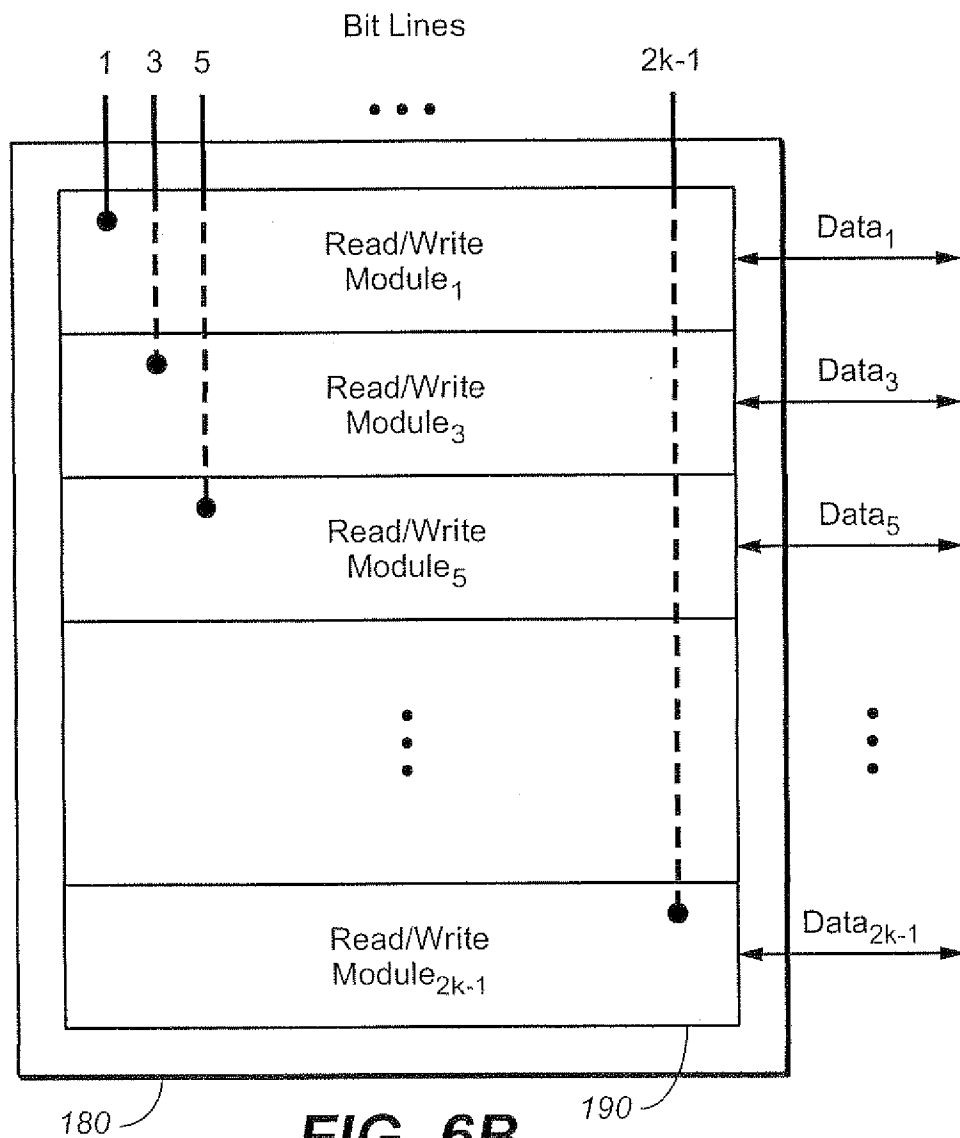 Bit Lines
1 3 5 2k-1
Read/Write
Module₁
Data₁
Read/Write
Module₃
Data₃
Read/Write
Module₅
Data₅
Read/Write
Module₂ₖ₋₁
Data₂ₖ₋₁
180
190
FIG. 6B